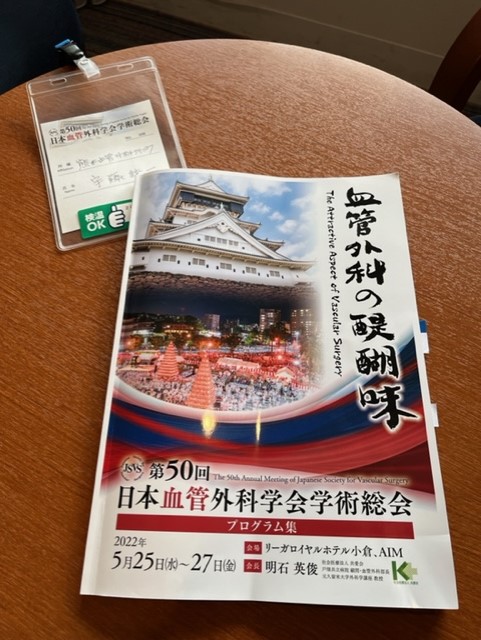 第50回
日本血管外科学会学術総会
検温
OK
血管外科の醍醐味
The Attractive Aspect of Vascular Surgery
JSVS
第50回 The 50th Annual Meeting of Japanese Society for Vascular Surgery
日本血管外科学会学術総会
プログラム集
2022年
5月25日(水)～27日(金)
会場 リーガロイヤルホテル小倉、AIM
会長 明石 英俊
K